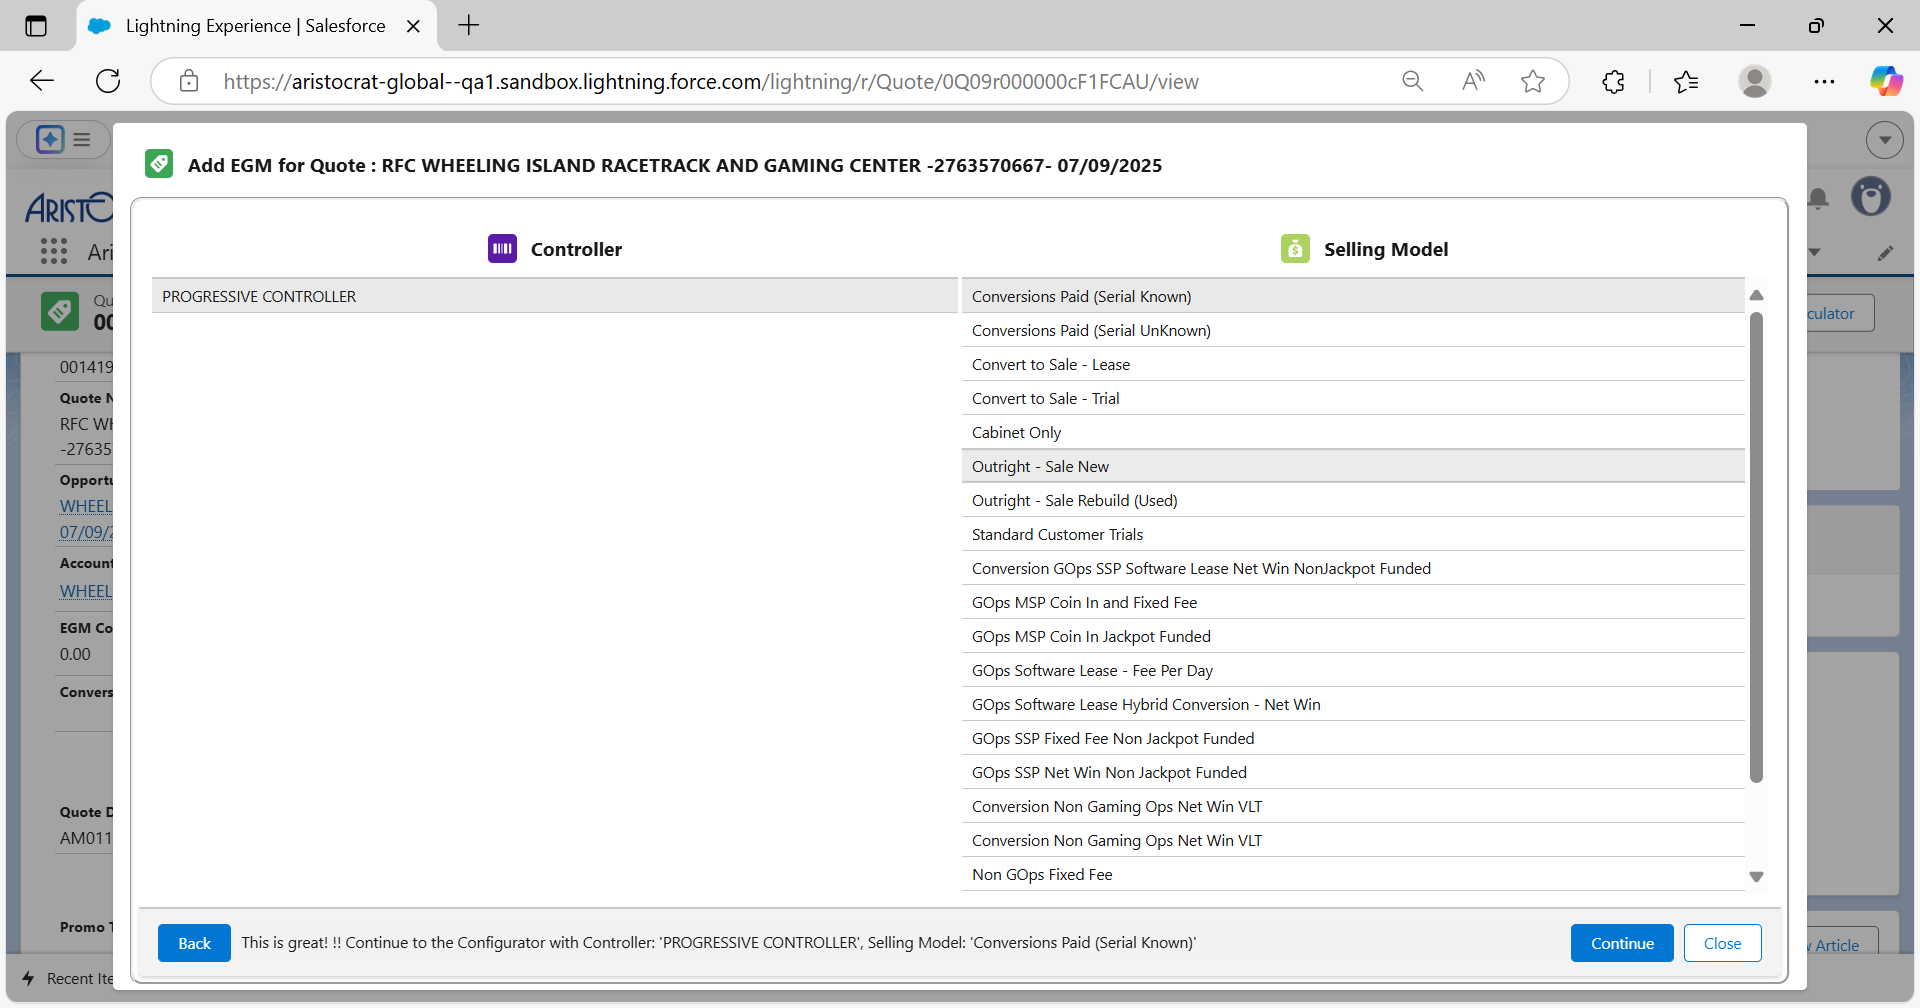 Lightning Experience | Salesforce
https://aristocrat-global--qa1.sandbox.lightning.force.com/lightning/r/Quote/0Q09r000000cF1FCAU/view
Add EGM for Quote : RFC WHEELING ISLAND RACETRACK AND GAMING CENTER -2763570667- 07/09/2025
ARISTO
Ari
Qu
00
culator
001419
Quote N
RFC WH
-27635
Opportu
WHEEL
07/09/2
Account
WHEEL
EGM Co
0.00
Convers
Quote D
AM011
Promo T
Recent Ite
w Article
Controller
PROGRESSIVE CONTROLLER
Selling Model
Conversions Paid (Serial Known)
Conversions Paid (Serial UnKnown)
Convert to Sale - Lease
Convert to Sale - Trial
Cabinet Only
Outright - Sale New
Outright - Sale Rebuild (Used)
Standard Customer Trials
Conversion GOps SSP Software Lease Net Win NonJackpot Funded
GOps MSP Coin In and Fixed Fee
GOps MSP Coin In Jackpot Funded
GOps Software Lease - Fee Per Day
GOps Software Lease Hybrid Conversion - Net Win
GOps SSP Fixed Fee Non Jackpot Funded
GOps SSP Net Win Non Jackpot Funded
Conversion Non Gaming Ops Net Win VLT
Conversion Non Gaming Ops Net Win VLT
Non GOps Fixed Fee
Back
This is great! !! Continue to the Configurator with Controller: 'PROGRESSIVE CONTROLLER', Selling Model: 'Conversions Paid (Serial Known)'
Continue
Close